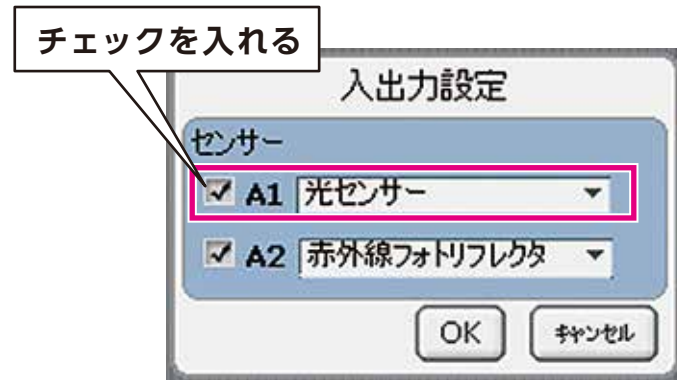 チェックを入れる
入出力設定
センサー
A1 光センサー
A2 赤外線フォトリフレクタ
OK キャンセル